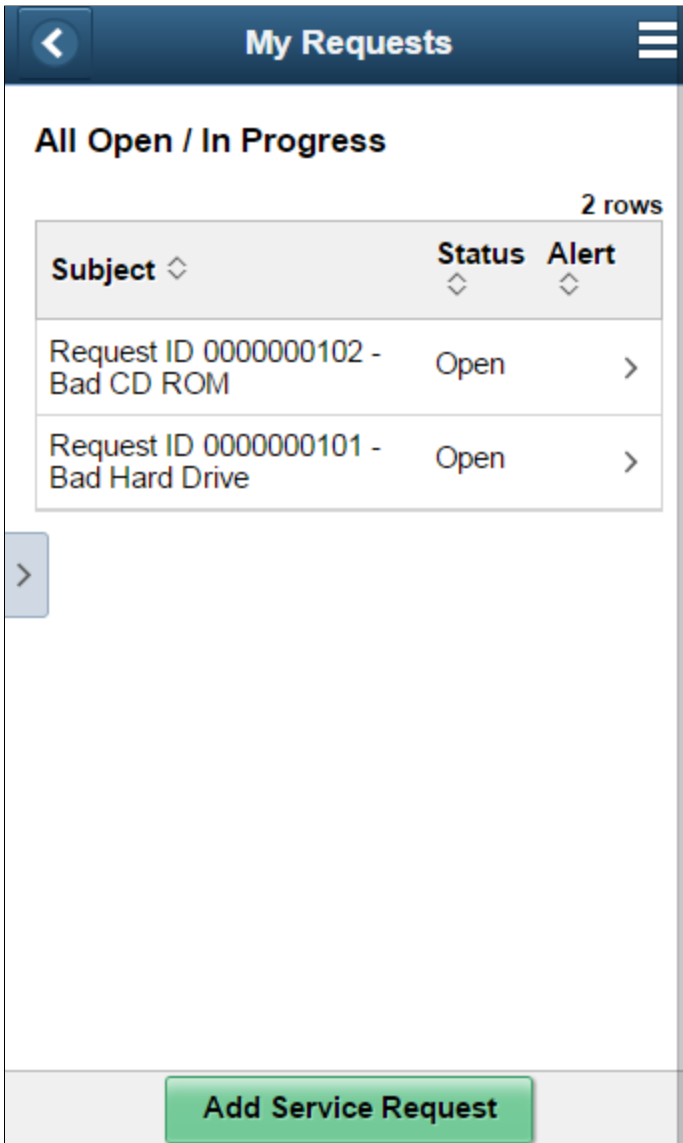 My Requests
All Open / In Progress
2 rows
Subject Status Alert
Request ID 0000000102 - Open
Bad CD ROM
Request ID 0000000101 - Open
Bad Hard Drive
Add Service Request